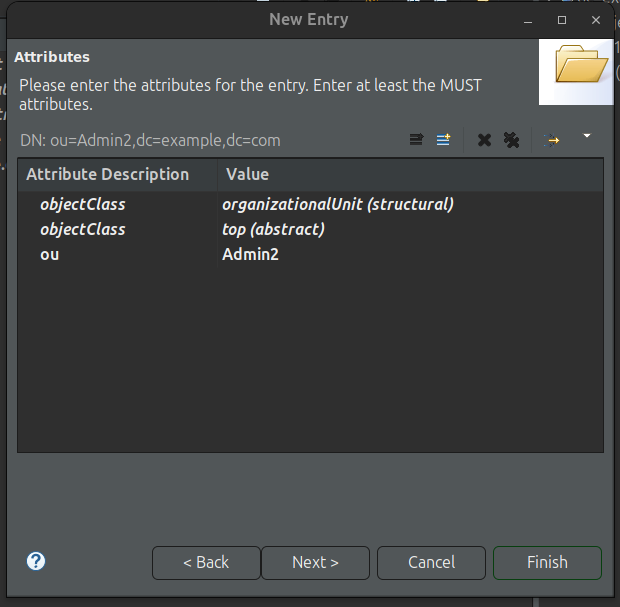 New Entry
Attributes
Please enter the attributes for the entry. Enter at least the MUST
attributes.
DN: ou=Admin2,dc=example,dc=com
Attribute Description Value
objectClass organizationalUnit (structural)
objectClass top (abstract)
ou Admin2
?
< Back Next > Cancel Finish